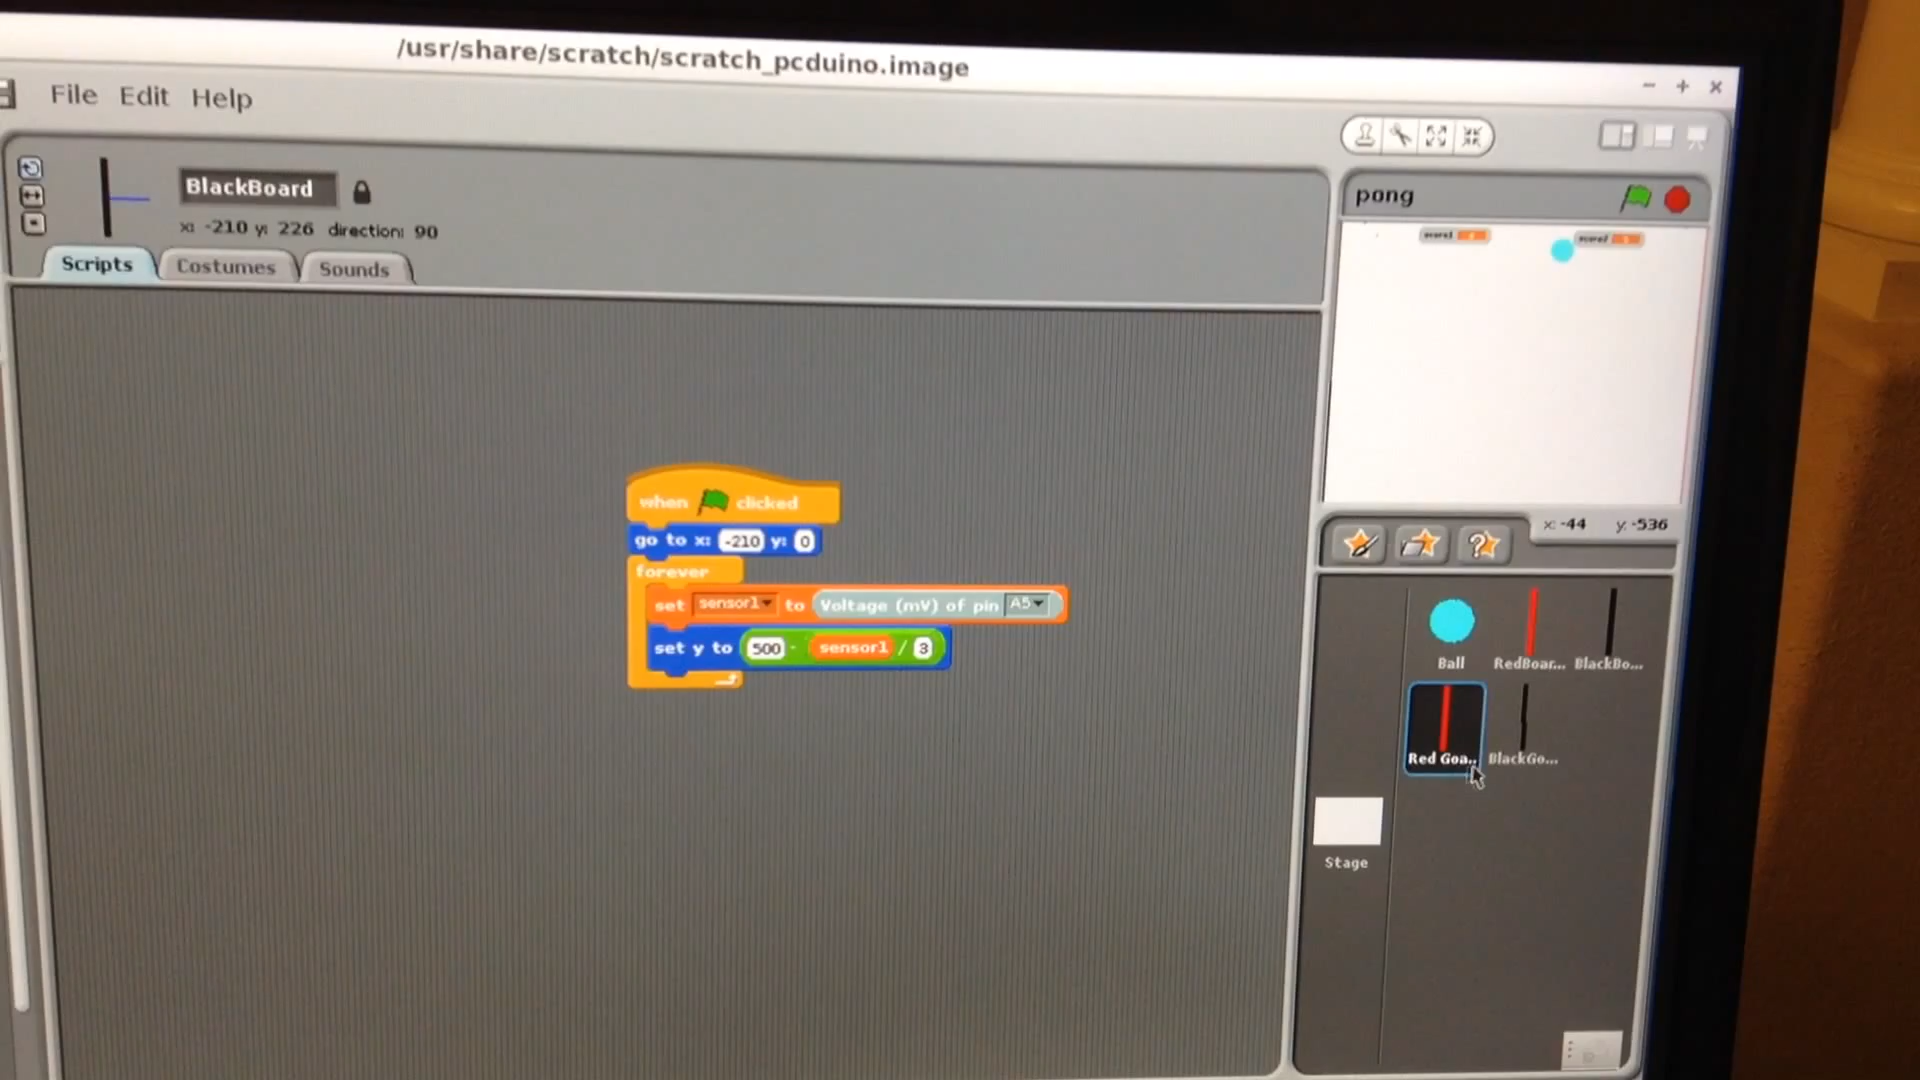 /usr/share/scratch/scratch_pcduino.image
File Edit Help
BlackBoard
x: -210 y: 226 direction: 90
Scripts Costumes Sounds
pong
when clicked
go to x: -210 y: 0
forever
set sensor1 to Voltage (mV) of pin A5
set y to 500 - sensor1 / 3
x: -44 y: -536
Ball RedBoar... BlackBo...
Red Goa.. BlackGo...
Stage